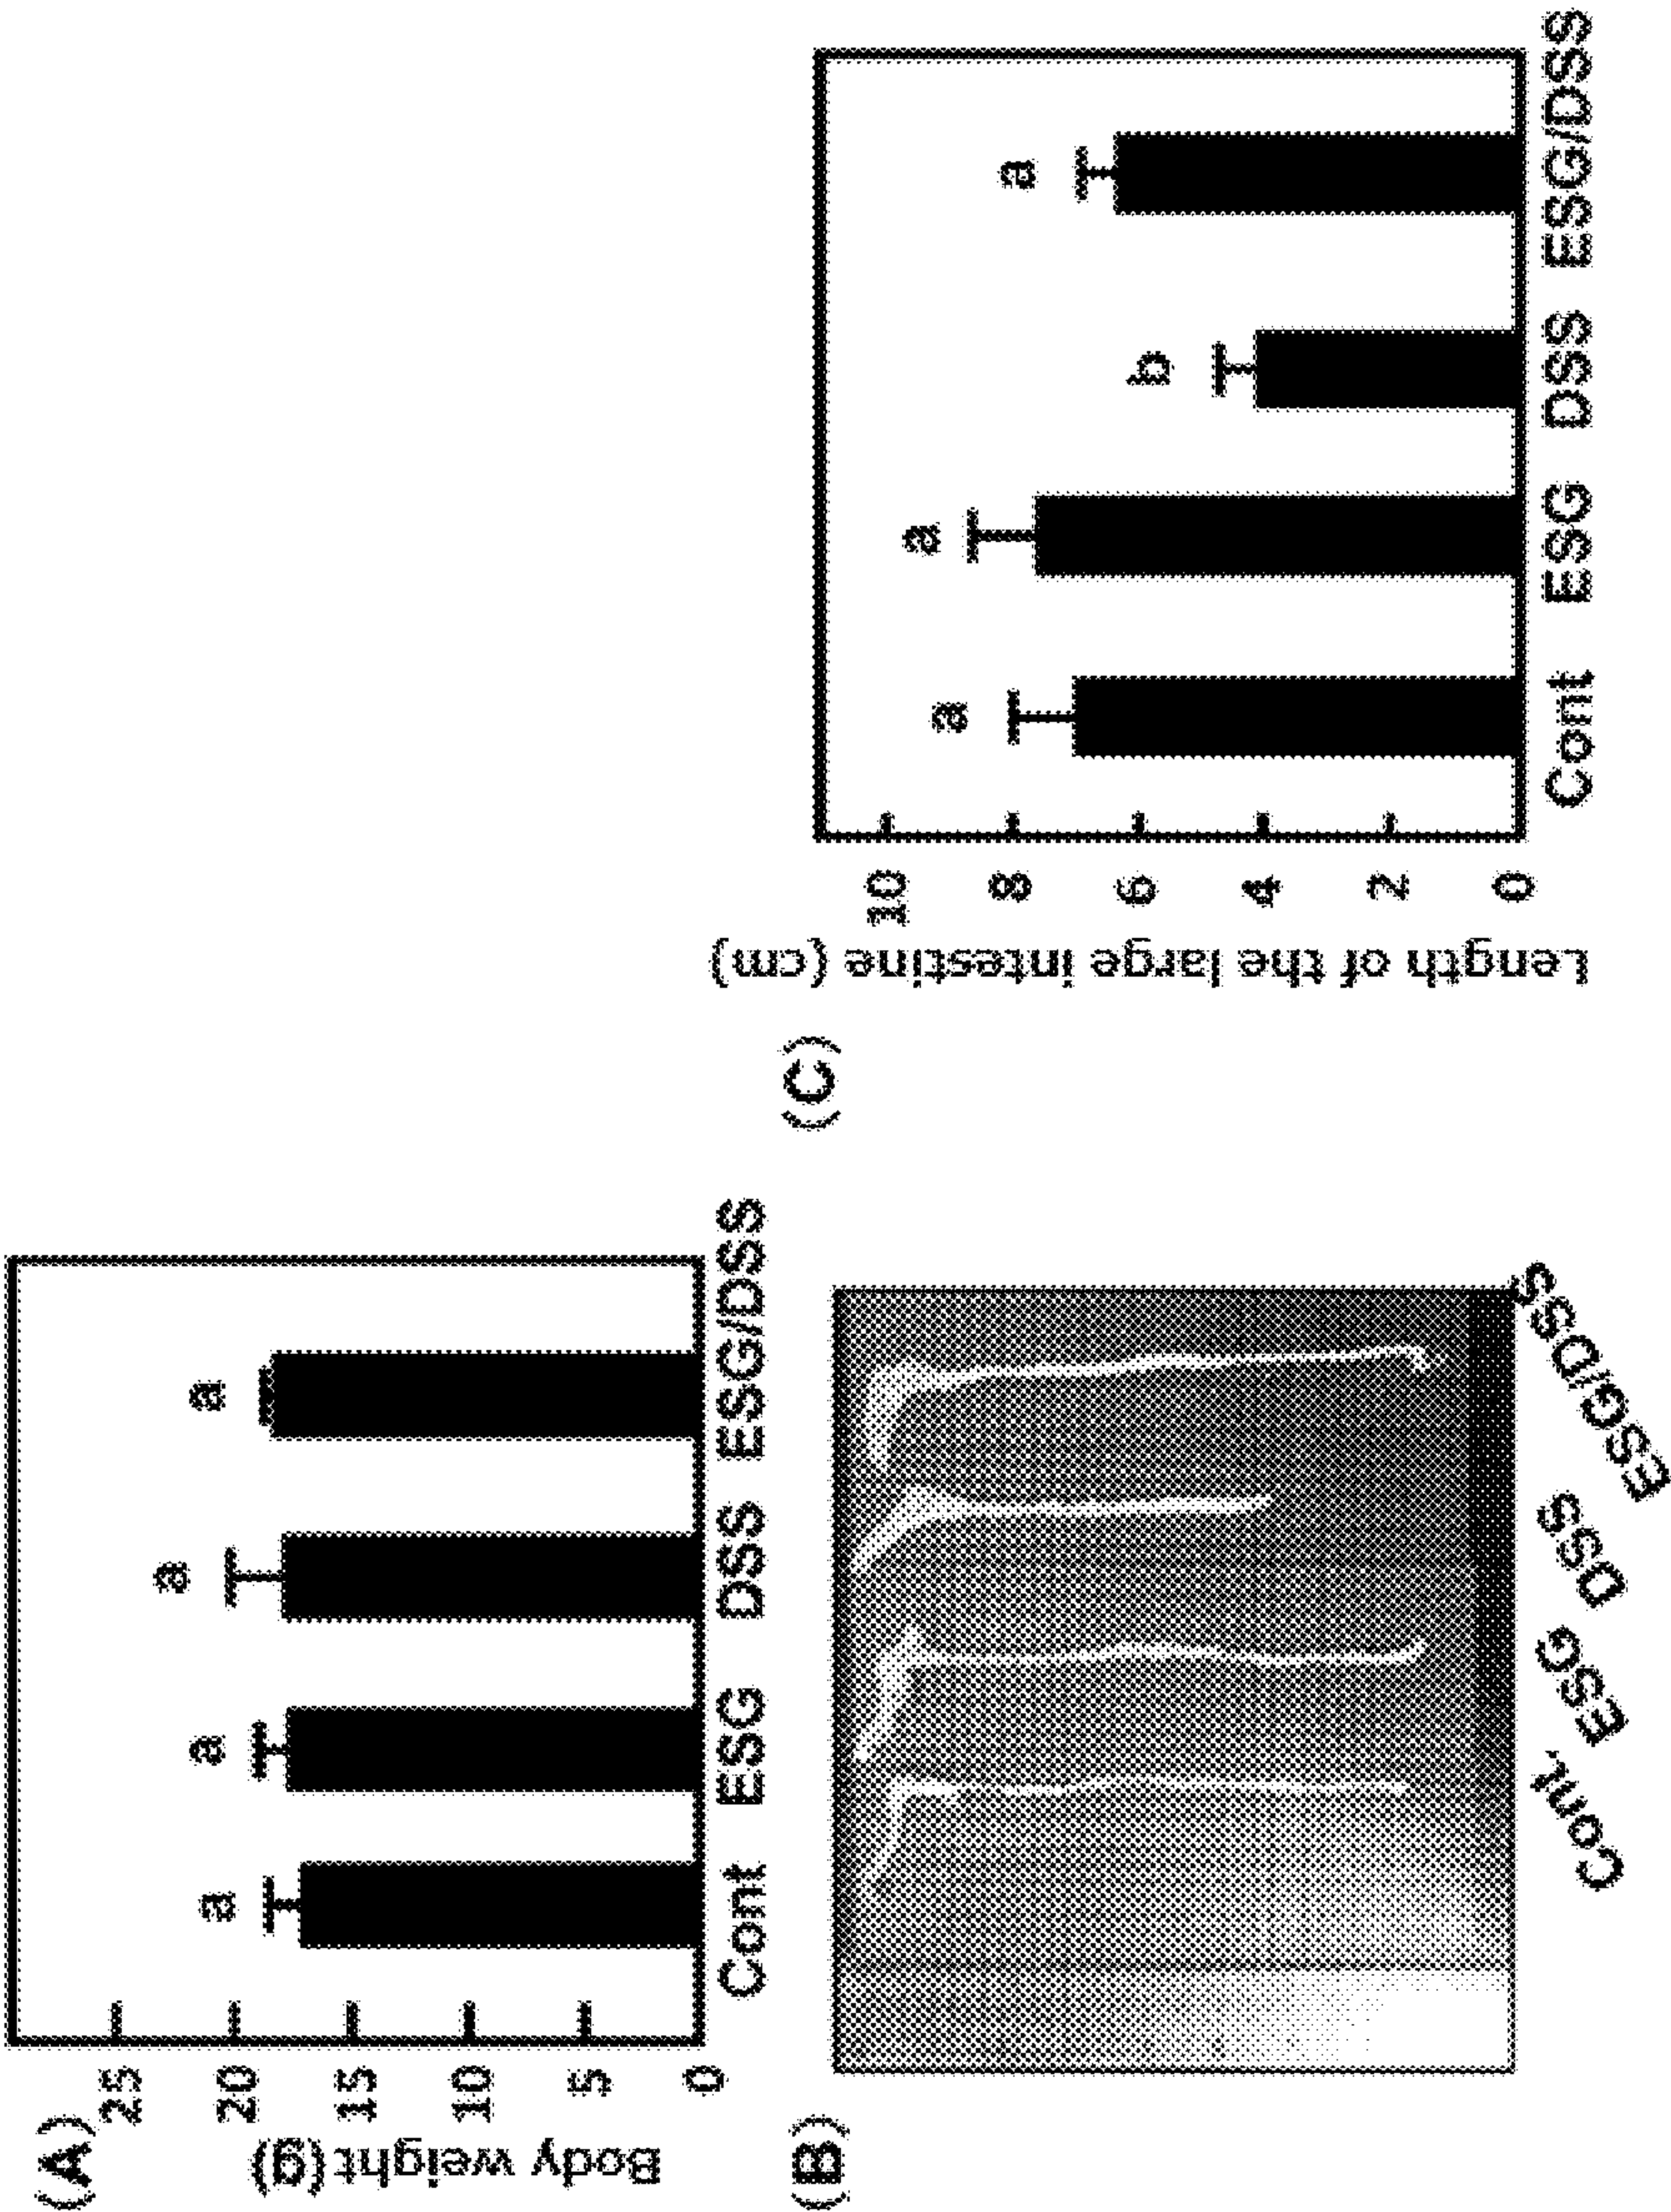 (A)
Body weight(g)
25
20
15
10
5
0
a
a
a
a
Cont ESG DSS ESG/DSS
(B)
Cont. ESG DSS ESG/DSS
(C)
Length of the large intestine (cm)
10
8
6
4
2
0
a
a
b
a
Cont ESG DSS ESG/DSS